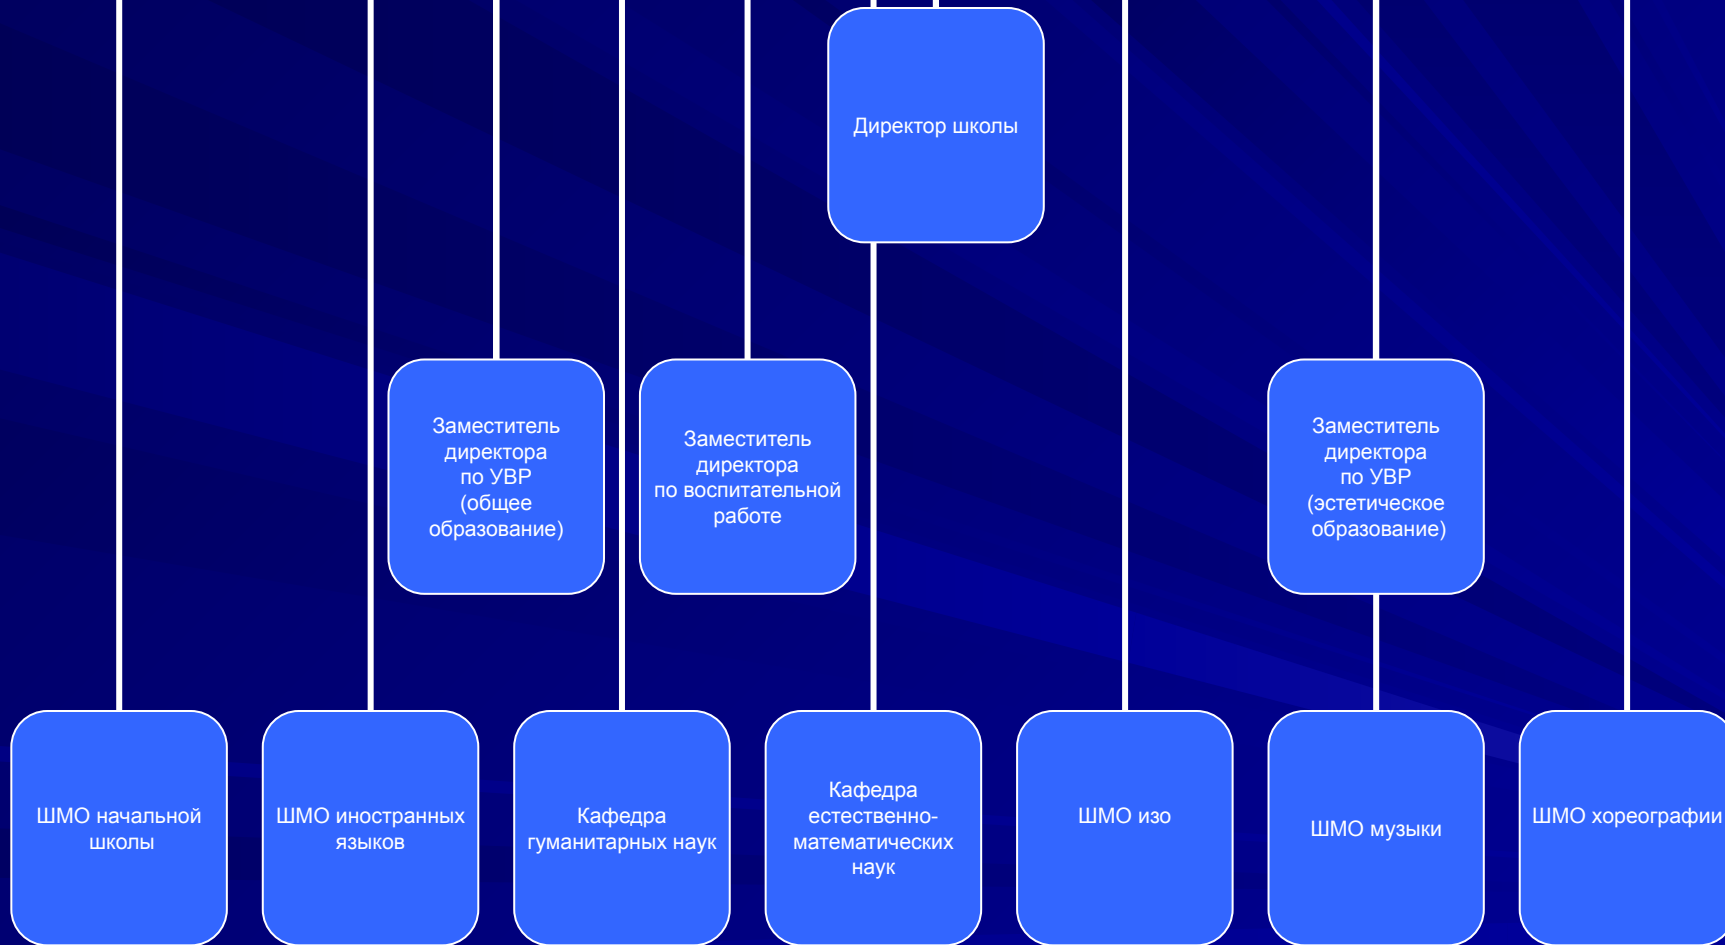 Директор школы
Заместитель
директора
по УВР
(общее
образование)
Заместитель
директора
по воспитательной
работе
Заместитель
директора
по УВР
(эстетическое
образование)
ШМО начальной
школы
ШМО иностранных
языков
Кафедра
гуманитарных наук
Кафедра
естественно-
математических
наук
ШМО изо
ШМО музыки
ШМО хореографии